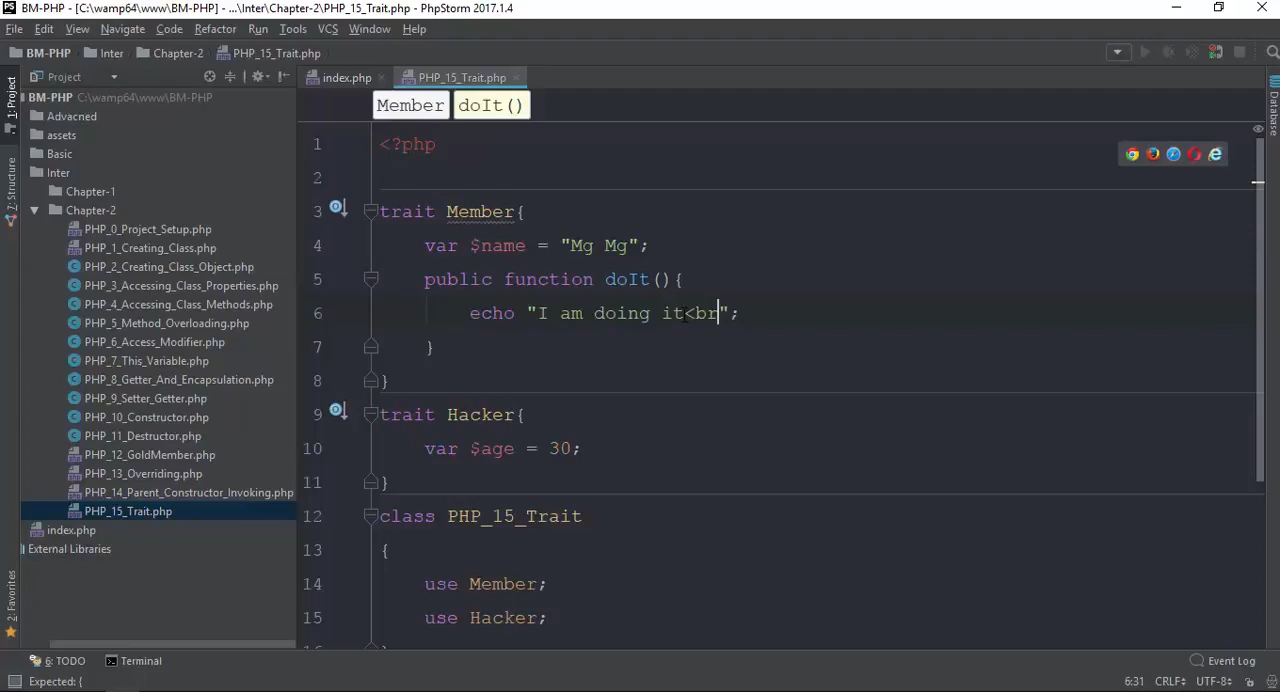 BM-PHP - [C:\wamp64\www\BM-PHP] - ...\Inter\Chapter-2\PHP_15_Trait.php - PhpStorm 2017.1.4
File Edit View Navigate Code Refactor Run Tools VCS Window Help
BM-PHP Inter Chapter-2 PHP_15_Trait.php
Project
index.php PHP_15_Trait.php
1: Project
Z: Structure
2: Favorites
Database
BM-PHP C:\wamp64\www\BM-PHP
Advacned
assets
Basic
Inter
Chapter-1
Chapter-2
PHP_0_Project_Setup.php
PHP_1_Creating_Class.php
PHP_2_Creating_Class_Object.php
PHP_3_Accessing_Class_Properties.php
PHP_4_Accessing_Class_Methods.php
PHP_5_Method_Overloading.php
PHP_6_Access_Modifier.php
PHP_7_This_Variable.php
PHP_8_Getter_And_Encapsulation.php
PHP_9_Setter_Getter.php
PHP_10_Constructor.php
PHP_11_Destructor.php
PHP_12_GoldMember.php
PHP_13_Overriding.php
PHP_14_Parent_Constructor_Invoking.php
PHP_15_Trait.php
index.php
External Libraries
Member doIt()
1 <?php
2
3 trait Member{
4 var $name = "Mg Mg";
5 public function doIt(){
6 echo "I am doing it<br";
7 }
8 }
9 trait Hacker{
10 var $age = 30;
11 }
12 class PHP_15_Trait
13 {
14 use Member;
15 use Hacker;
6: TODO Terminal Event Log
Expected: { 6:31 CRLF UTF-8